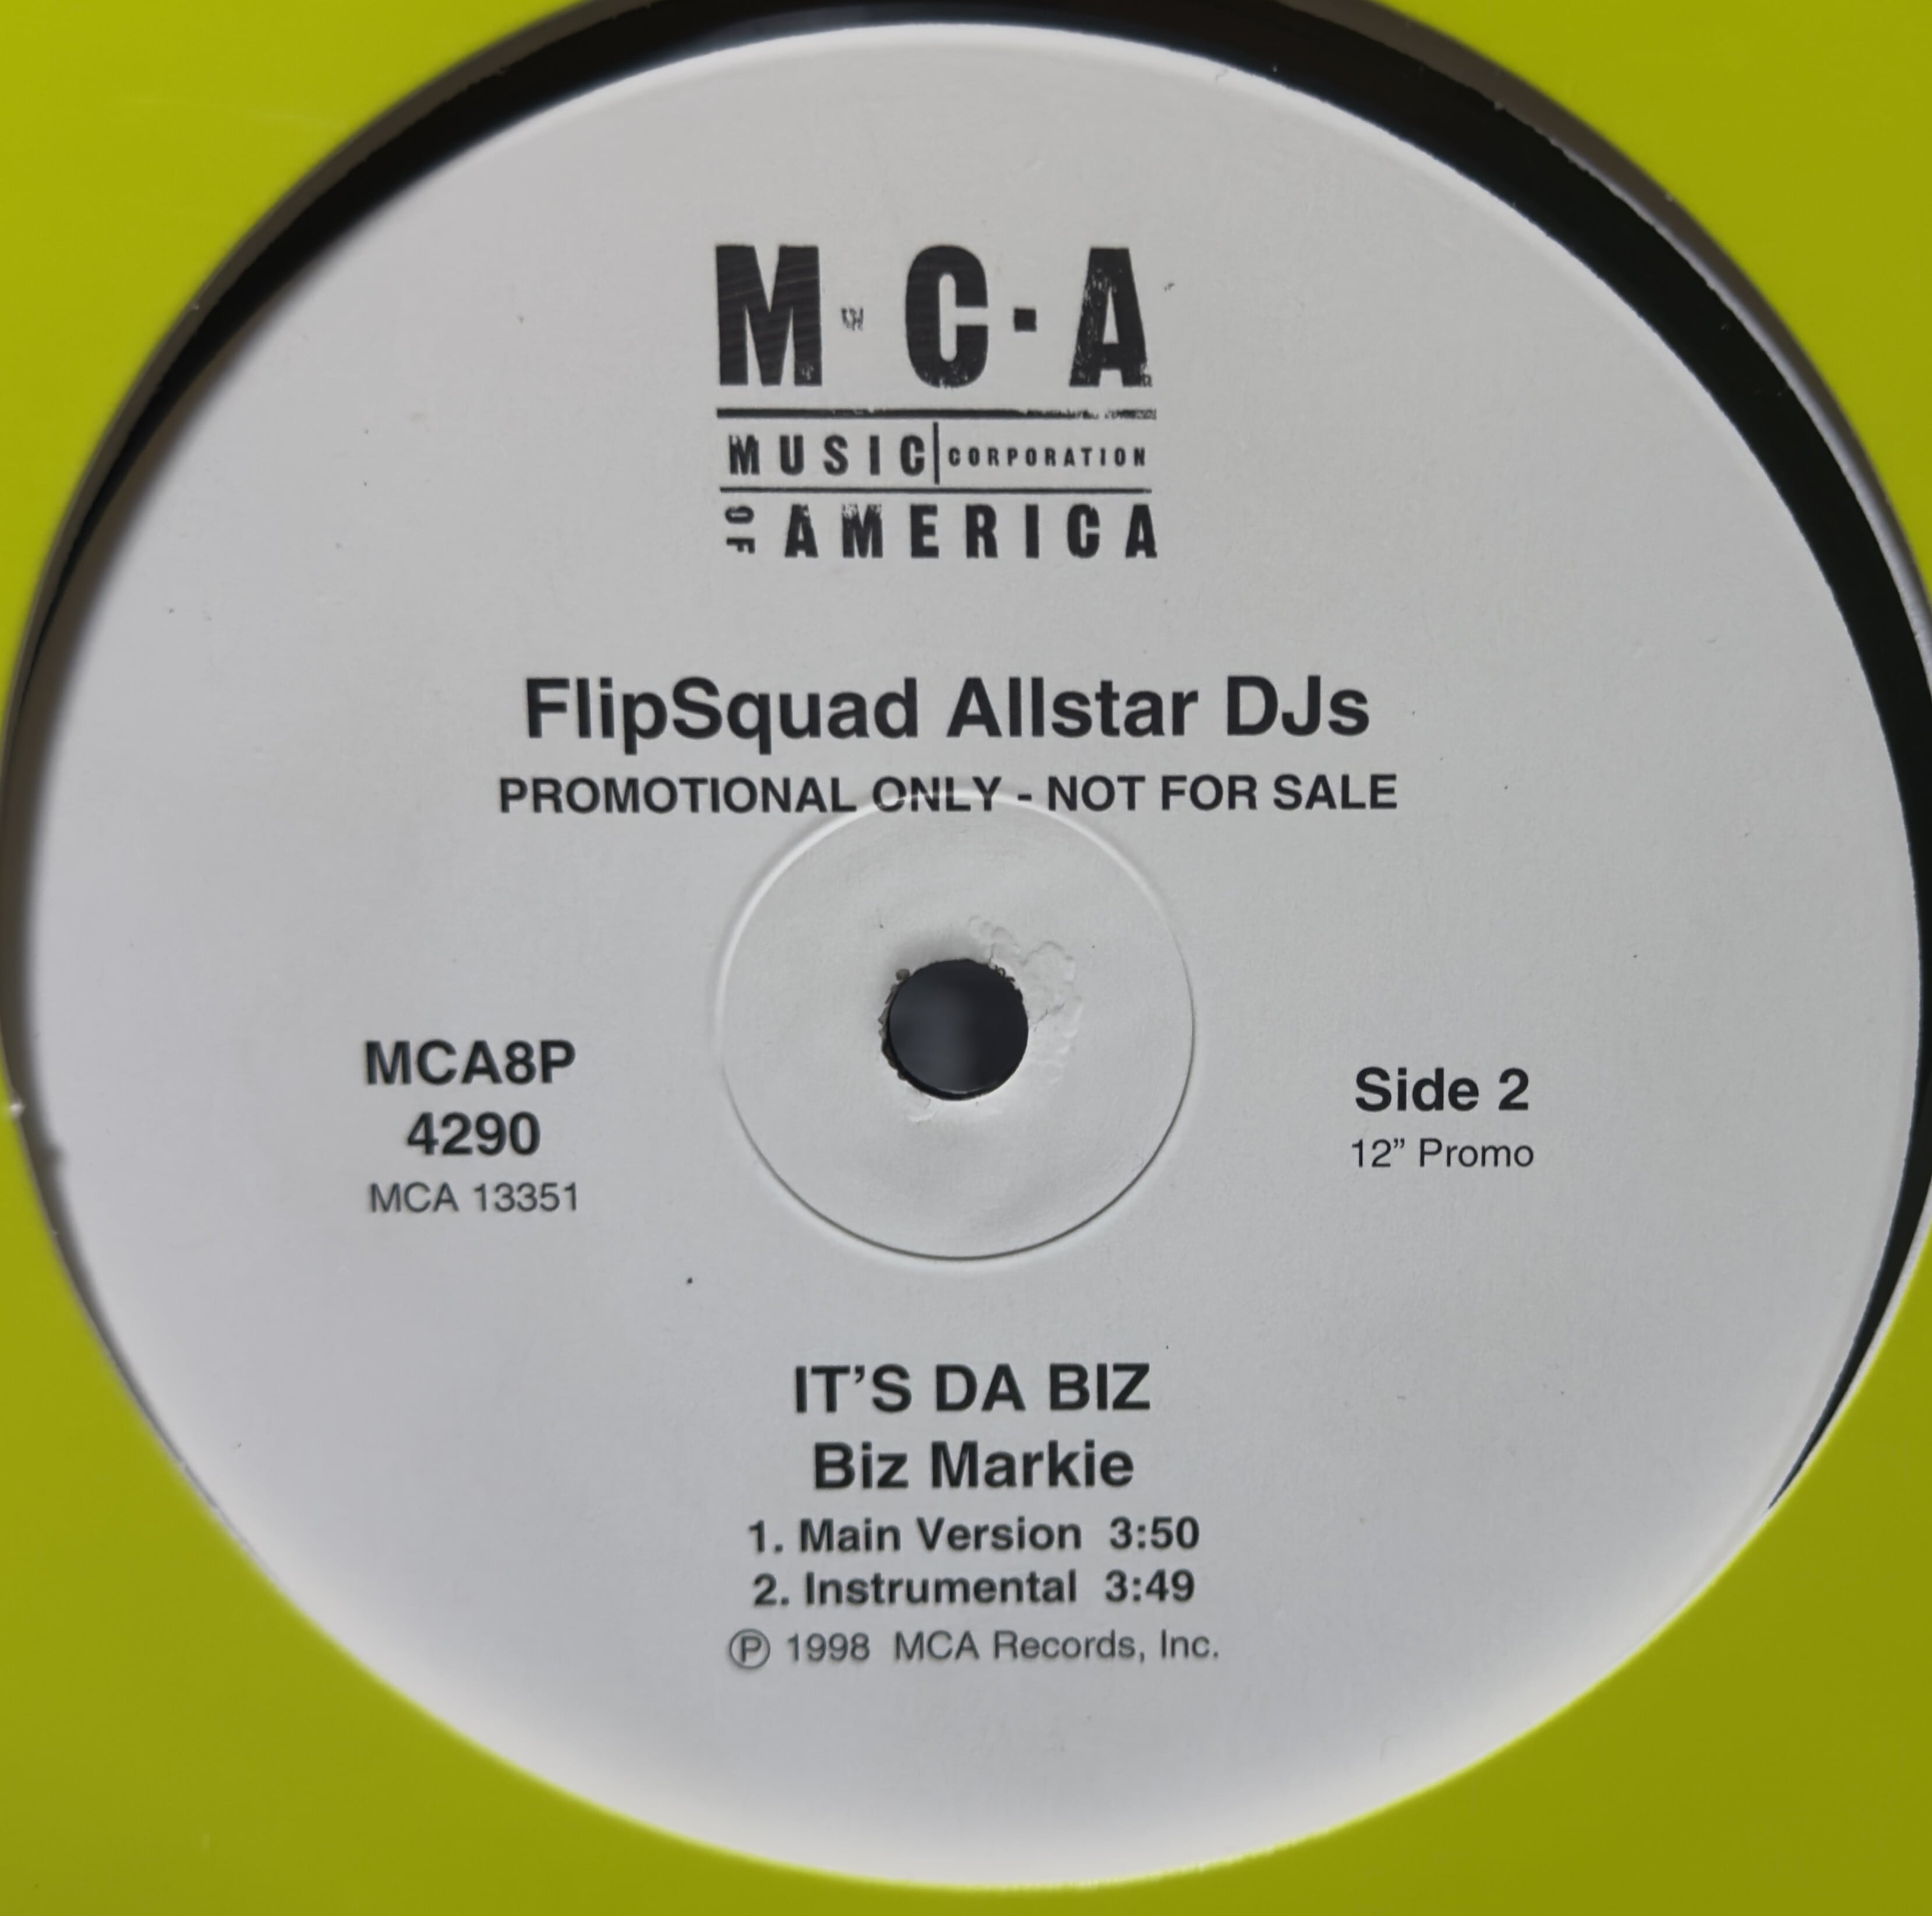 M·C·A
MUSIC CORPORATION
OF AMERICA
FlipSquad Allstar DJs
PROMOTIONAL ONLY - NOT FOR SALE
MCA8P
4290
MCA 13351
Side 2
12” Promo
IT’S DA BIZ
Biz Markie
1. Main Version 3:50
2. Instrumental 3:49
℗ 1998 MCA Records, Inc.